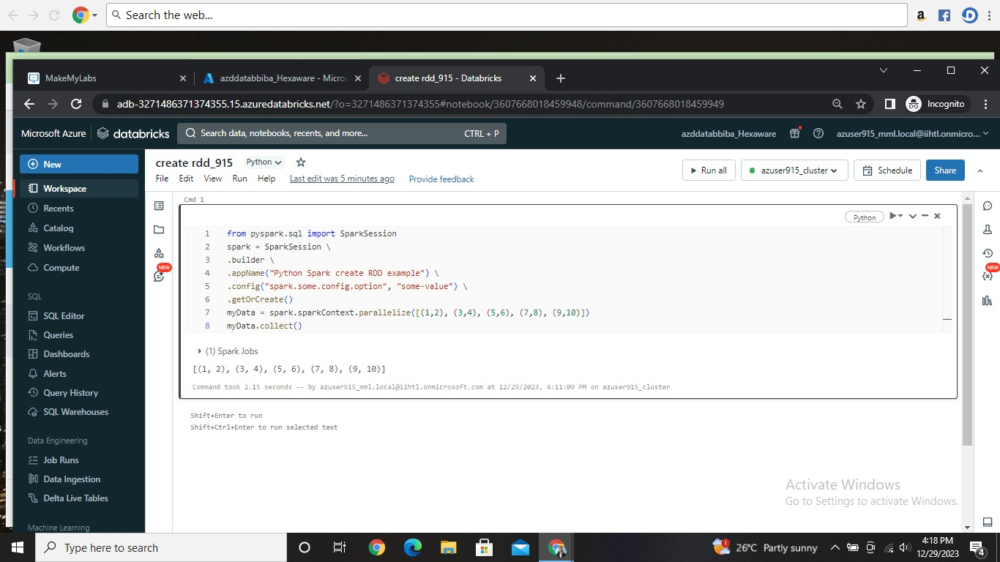 Search the web...
MakeMyLabs
azddatabbiba_Hexaware - Micros
create rdd_915 - Databricks
adb-3271486371374355.15.azuredatabricks.net/?o=3271486371374355#notebook/3607668018459948/command/3607668018459949
Incognito
Microsoft Azure
databricks
Search data, notebooks, recents, and more...
CTRL + P
azddatabbiba_Hexaware
azuser915_mml.local@iihtl.onmicro...
New
Workspace
Recents
Catalog
Workflows
Compute
SQL
SQL Editor
Queries
Dashboards
Alerts
Query History
SQL Warehouses
Data Engineering
Job Runs
Data Ingestion
Delta Live Tables
Machine Learning
create rdd_915
Python
File Edit View Run Help
Last edit was 5 minutes ago
Provide feedback
Run all
azuser915_cluster
Schedule
Share
NEW
Cmd 1
Python
1 from pyspark.sql import SparkSession
2 spark = SparkSession \
3 .builder \
4 .appName("Python Spark create RDD example") \
5 .config("spark.some.config.option", "some-value") \
6 .getOrCreate()
7 myData = spark.sparkContext.parallelize([(1,2), (3,4), (5,6), (7,8), (9,10)])
8 myData.collect()
(1) Spark Jobs
[(1, 2), (3, 4), (5, 6), (7, 8), (9, 10)]
Command took 2.15 seconds -- by azuser915_mml.local@iihtl.onmicrosoft.com at 12/29/2023, 4:11:09 PM on azuser915_cluster
Shift+Enter to run
Shift+Ctrl+Enter to run selected text
NEW
Activate Windows
Go to Settings to activate Windows.
Type here to search
1
26°C Partly sunny
4:18 PM
12/29/2023
4